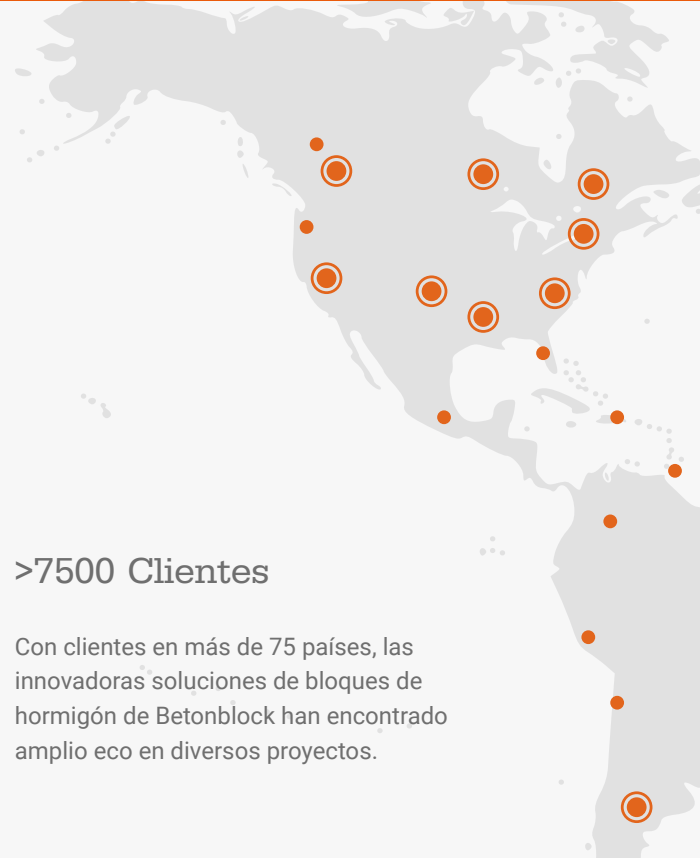 >7500 Clientes
Con clientes en más de 75 países, las
innovadoras soluciones de bloques de
hormigón de Betonblock han encontrado
amplio eco en diversos proyectos.